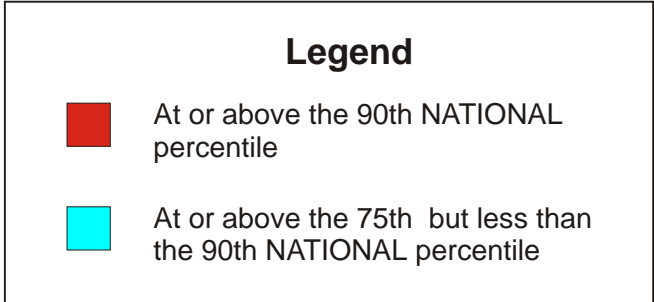 Legend
At or above the 90th NATIONAL
percentile
At or above the 75th  but less than
the 90th NATIONAL percentile